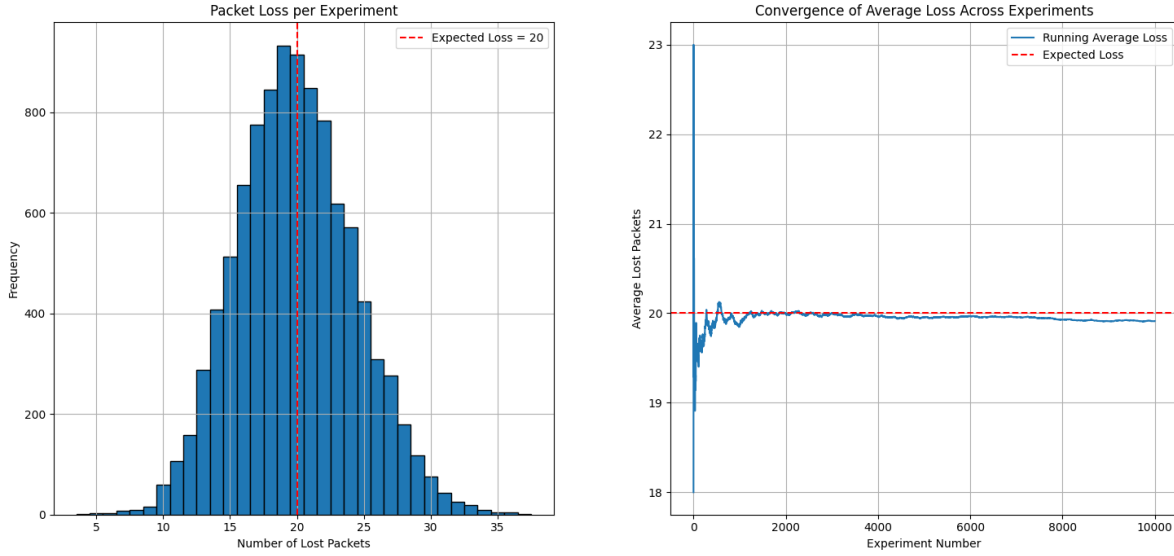 Packet Loss per Experiment
Expected Loss = 20
Frequency
800
600
400
200
0
5 10 15 20 25 30 35
Number of Lost Packets
Convergence of Average Loss Across Experiments
Running Average Loss
Expected Loss
Average Lost Packets
23
22
21
20
19
18
0 2000 4000 6000 8000 10000
Experiment Number